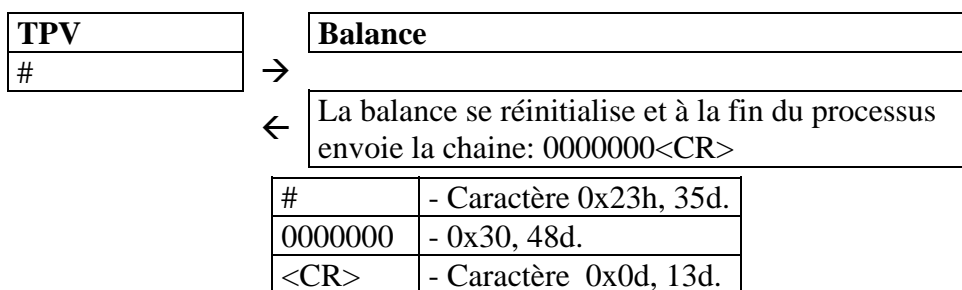 TPV Balance
# →
← La balance se réinitialise et à la fin du processus
envoie la chaine: 0000000<CR>
# - Caractère 0x23h, 35d.
0000000 - 0x30, 48d.
<CR> - Caractère 0x0d, 13d.